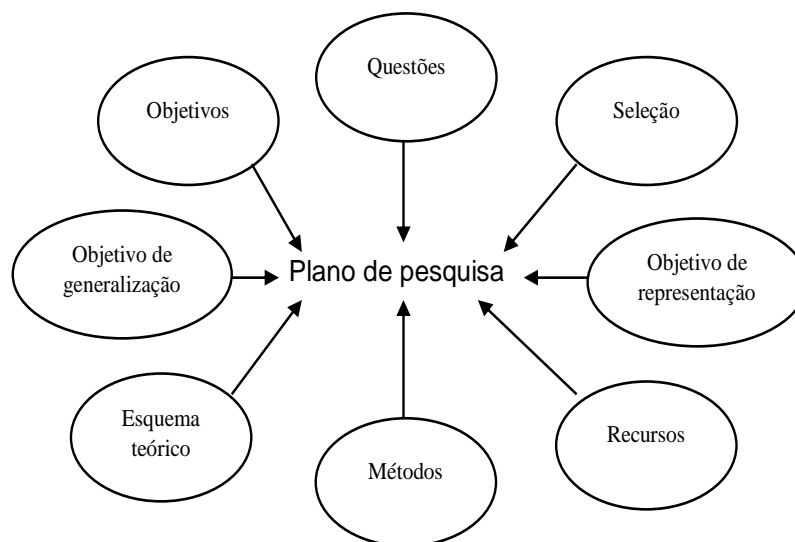 Questões
Objetivos
Seleção
Objetivo de
generalização
Plano de pesquisa
Objetivo de
representação
Esquema
teórico
Métodos
Recursos